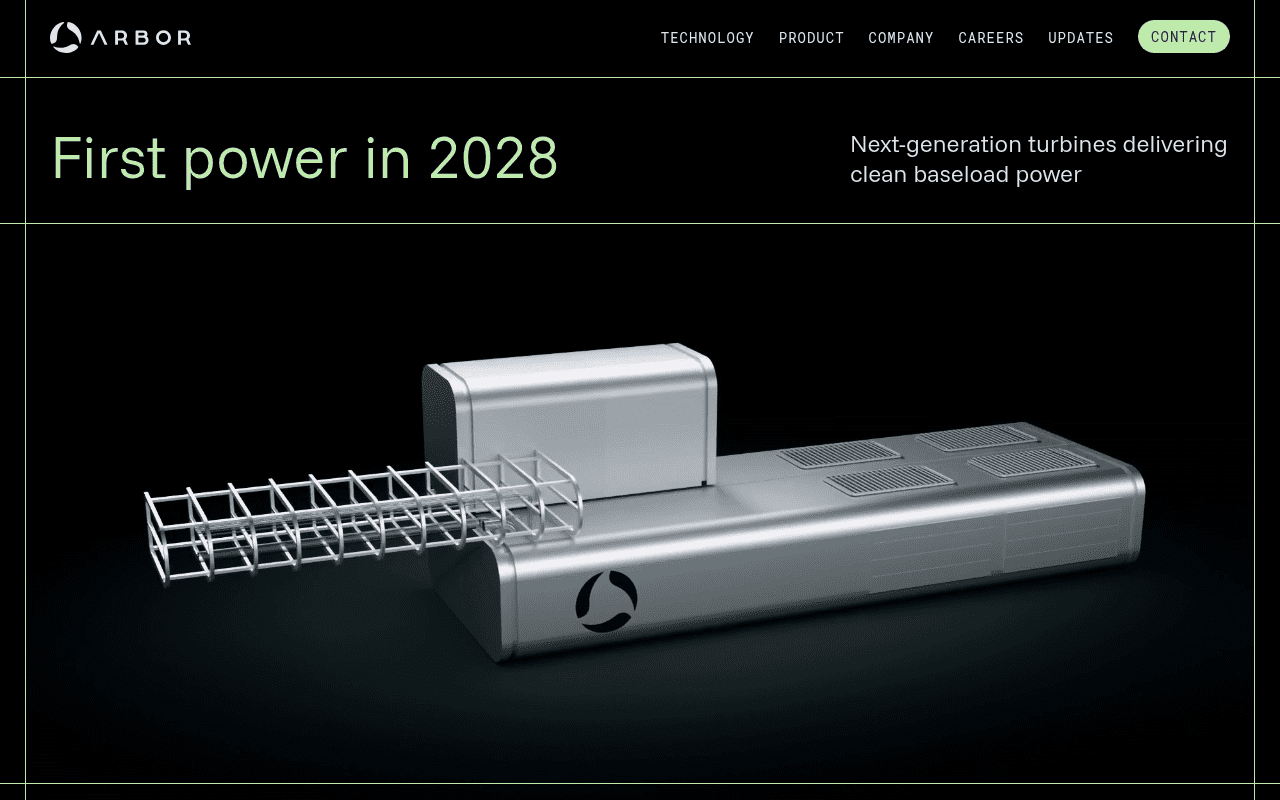 ARBOR
TECHNOLOGY PRODUCT COMPANY CAREERS UPDATES CONTACT
First power in 2028
Next-generation turbines delivering
clean baseload power